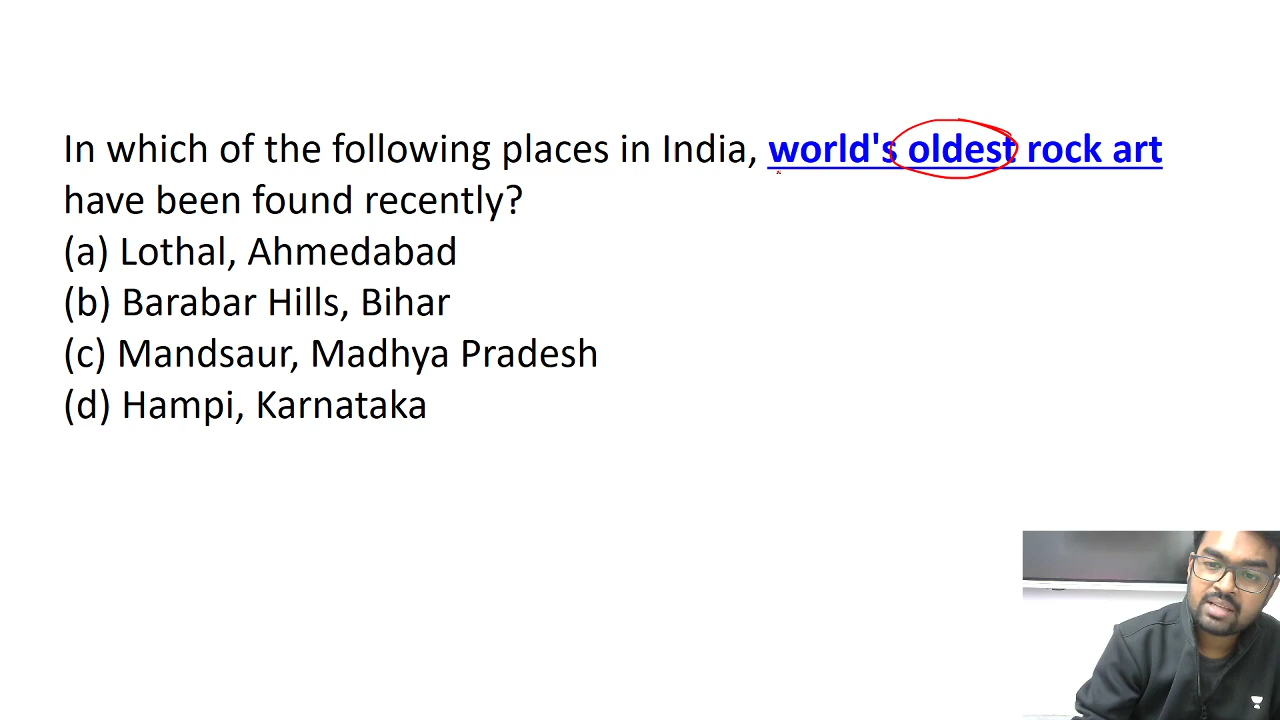 In which of the following places in India, world's oldest rock art
have been found recently?
(a) Lothal, Ahmedabad
(b) Barabar Hills, Bihar
(c) Mandsaur, Madhya Pradesh
(d) Hampi, Karnataka